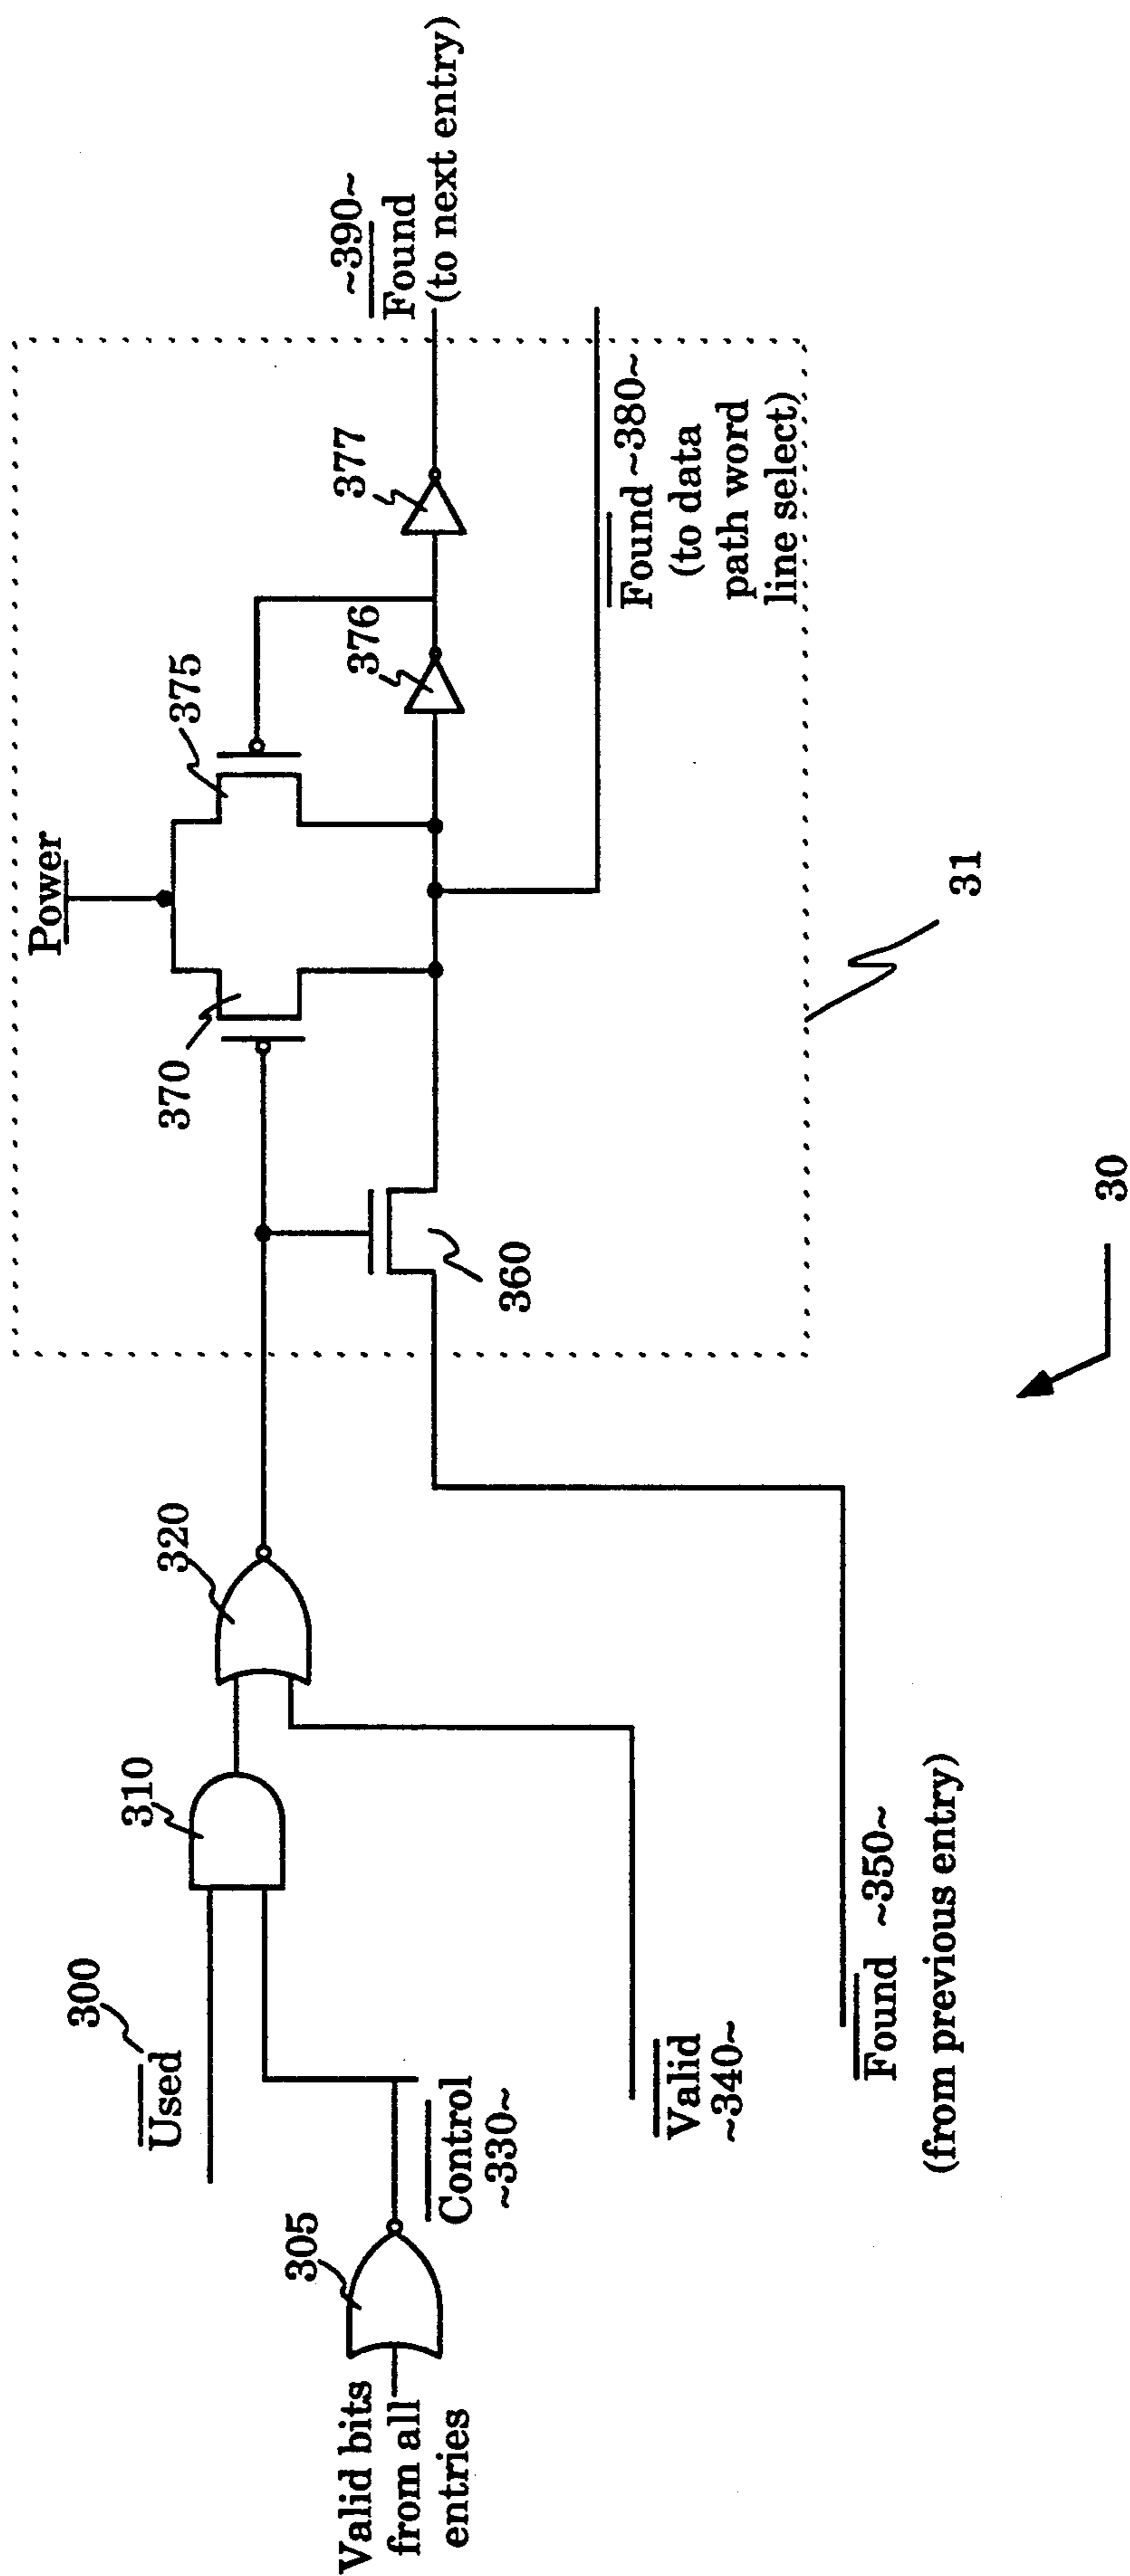 Valid bits
from all
entries
305
Control
~330~
Used
300
310
320
Valid
~340~
Found ~350~
(from previous entry)
360
370
Power
375
376
377
~390~
Found
(to next entry)
Found ~380~
(to data
path word
line select)
31
30